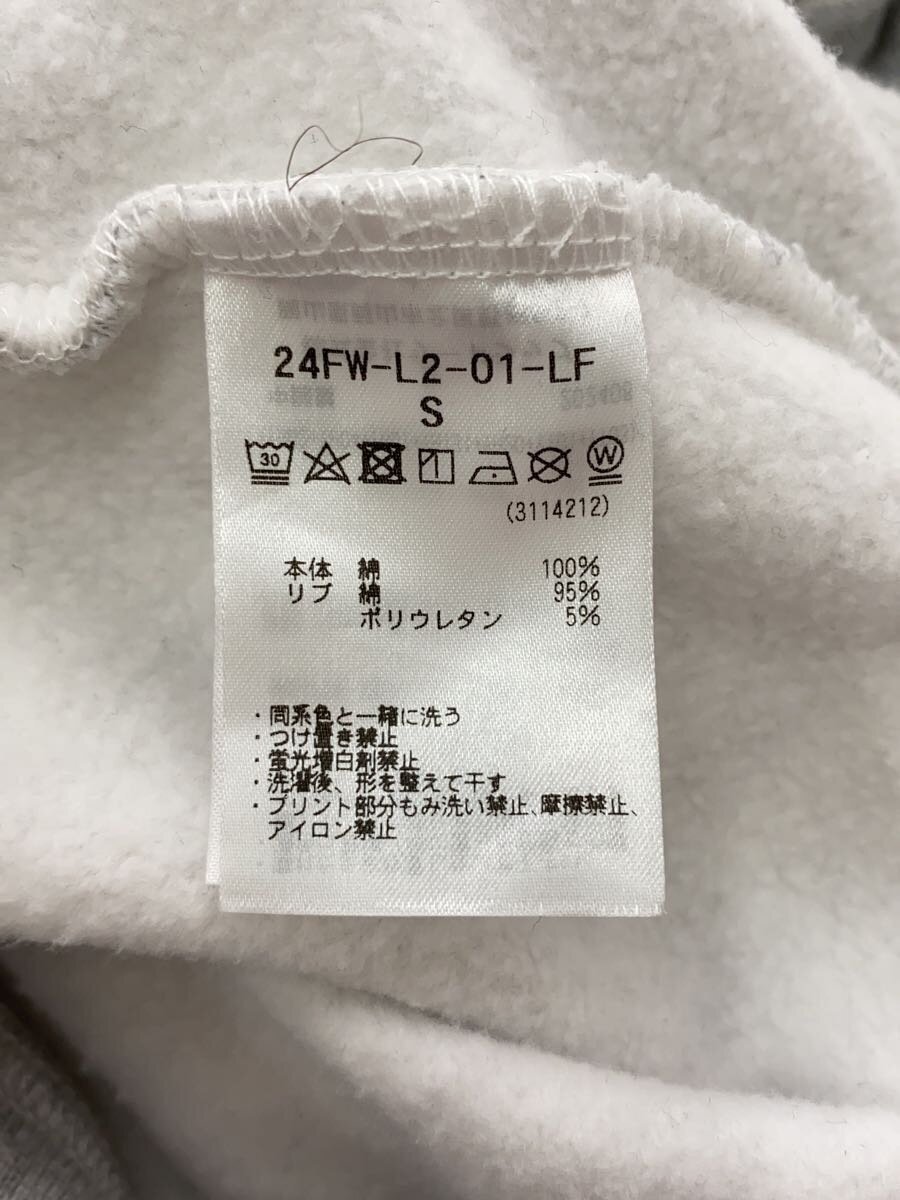 24FW-L2-01-LF
S
30 W
(3114212)
本体 綿 100%
リブ 綿 95%
ポリウレタン 5%
・同系色と一緒に洗う
・つけ置き禁止
・蛍光増白剤禁止
・洗濯後、形を整えて干す
・プリント部分もみ洗い禁止、摩擦禁止、
アイロン禁止